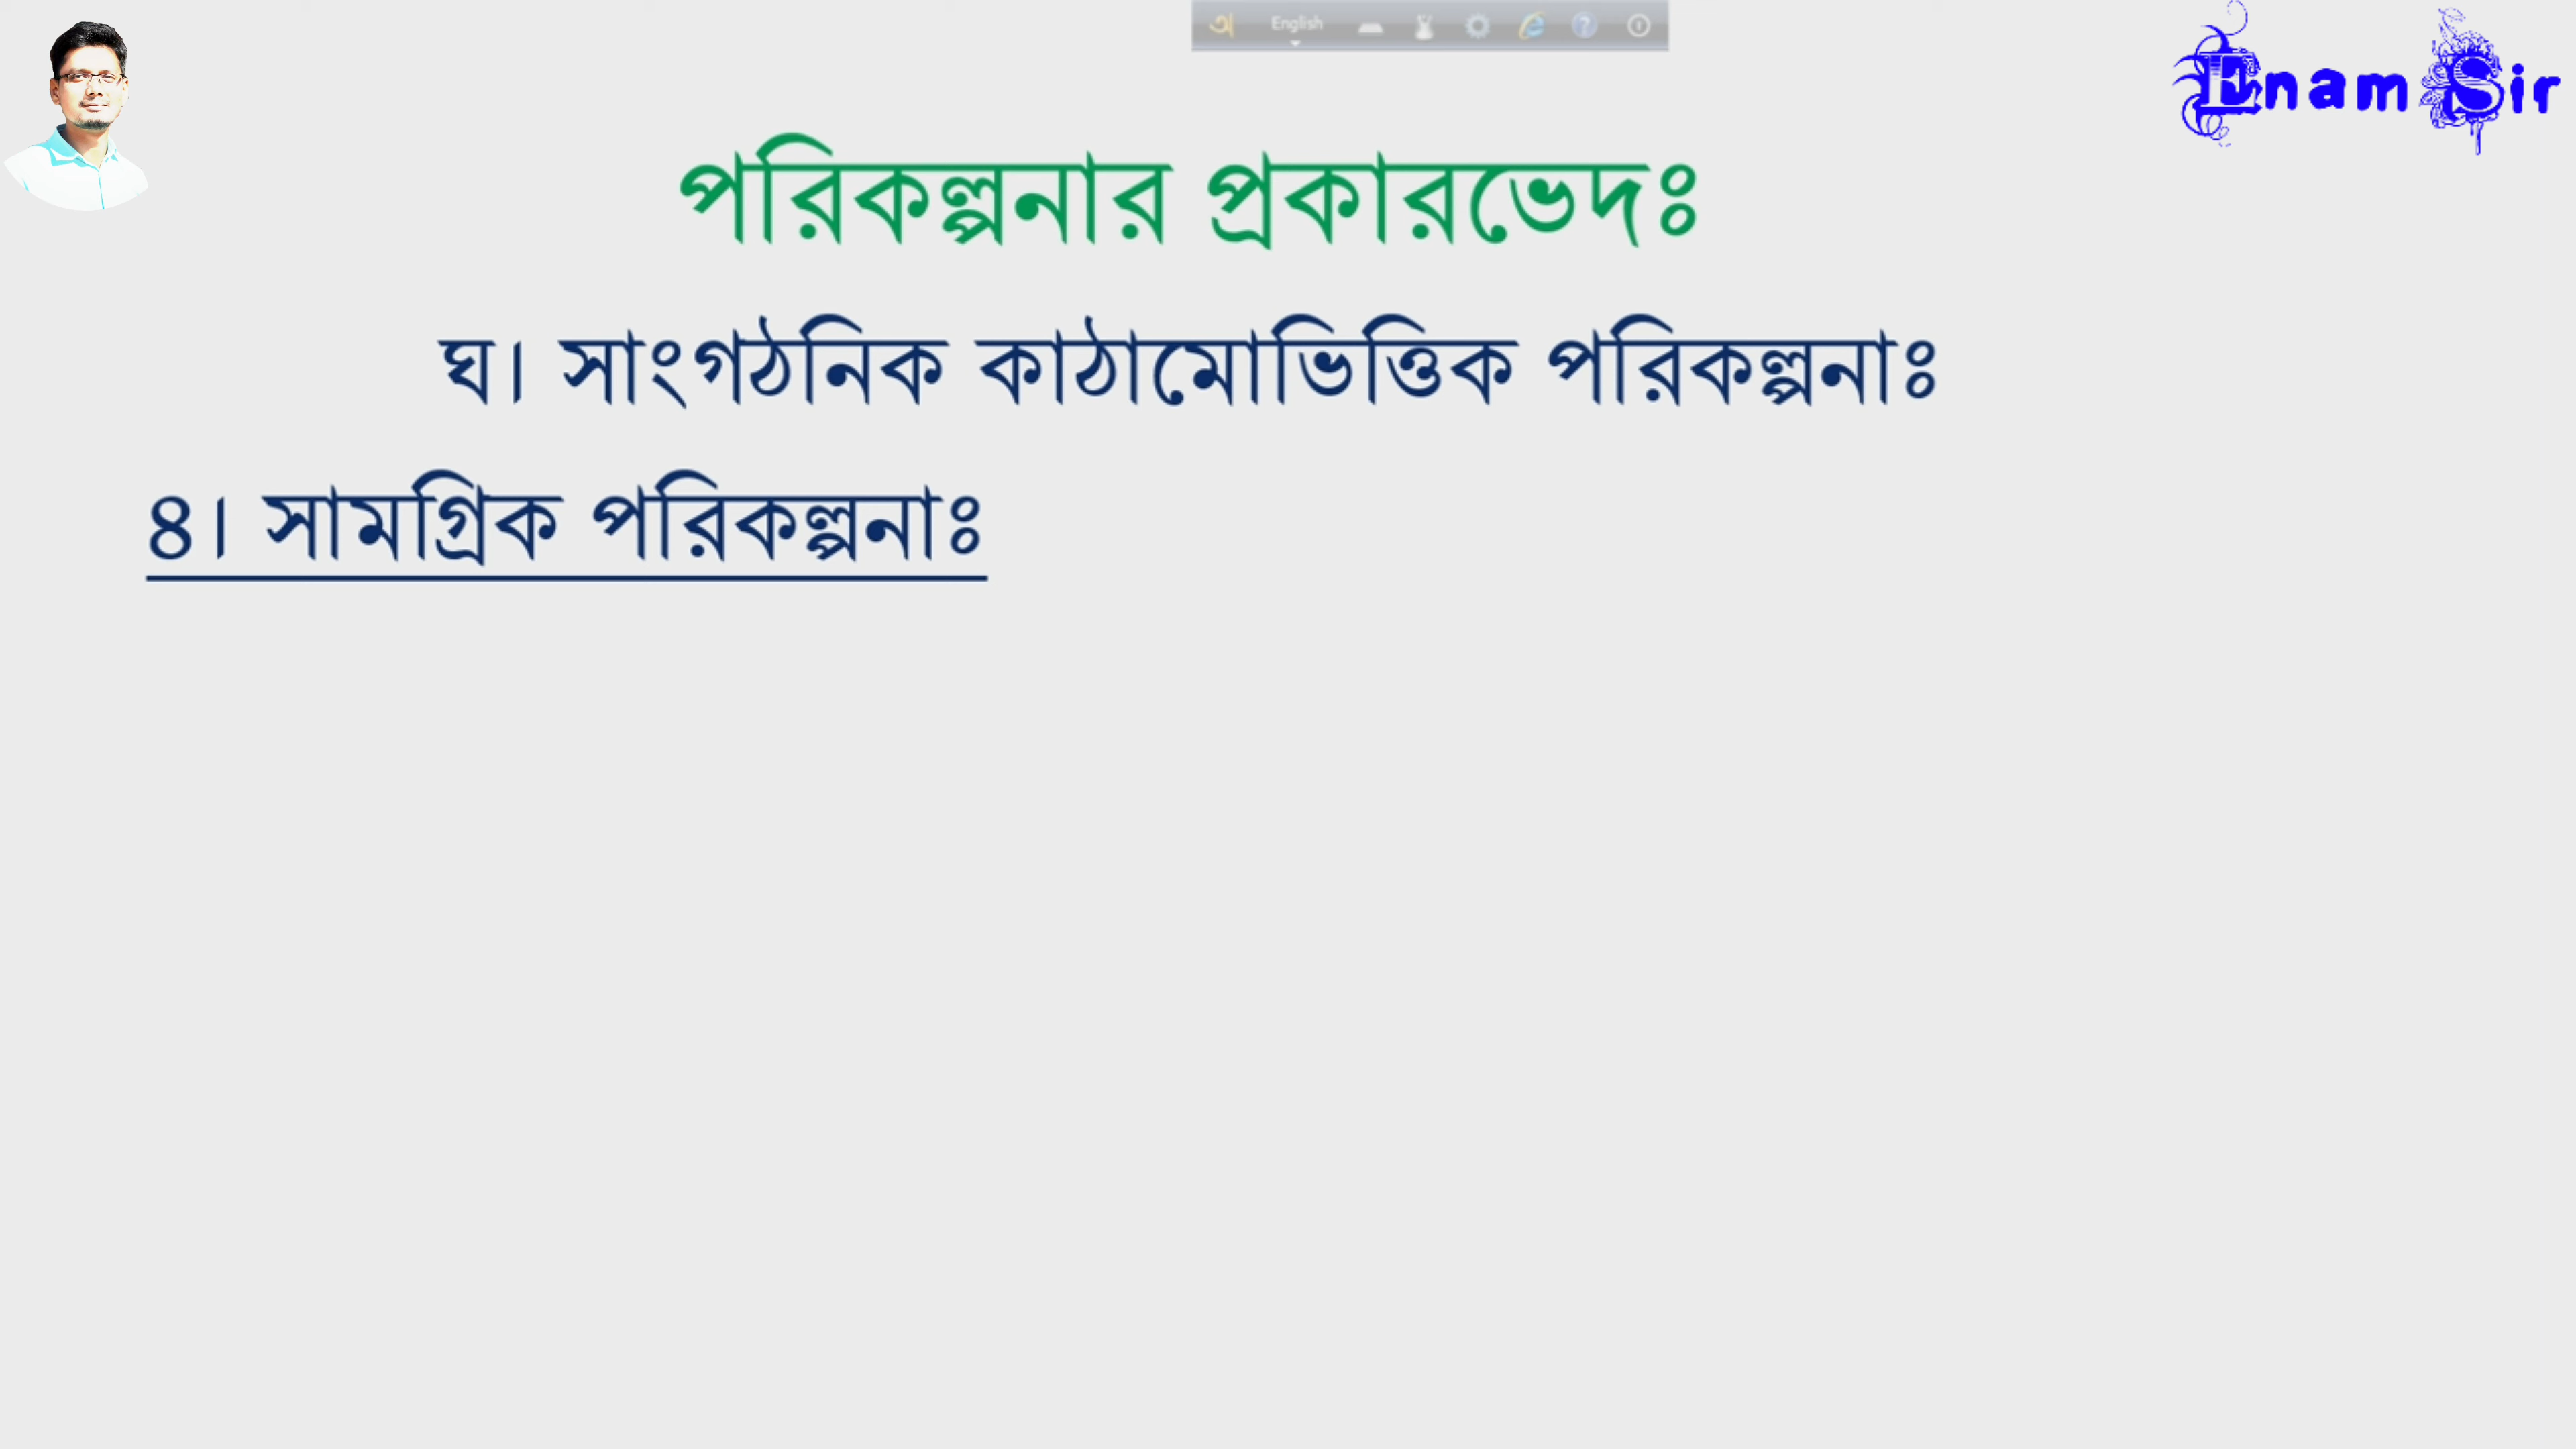 English
Enam Sir
পরিকল্পনার প্রকারভেদঃ
ঘ। সাংগঠনিক কাঠামোভিত্তিক পরিকল্পনাঃ
৪। সামগ্রিক পরিকল্পনাঃ